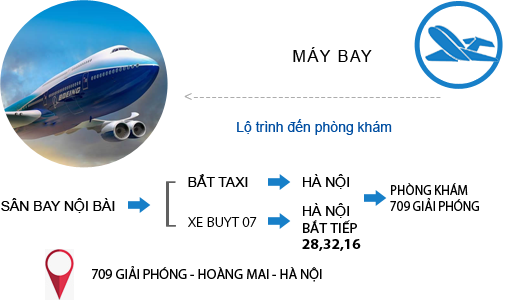 MÁY BAY
BOEING
Lộ trình đến phòng khám
SÂN BAY NỘI BÀI
BẮT TAXI
HÀ NỘI
XE BUYT 07
HÀ NỘI
BẮT TIẾP
28,32,16
PHÒNG KHÁM
709 GIẢI PHÓNG
709 GIẢI PHÓNG - HOÀNG MAI - HÀ NỘI